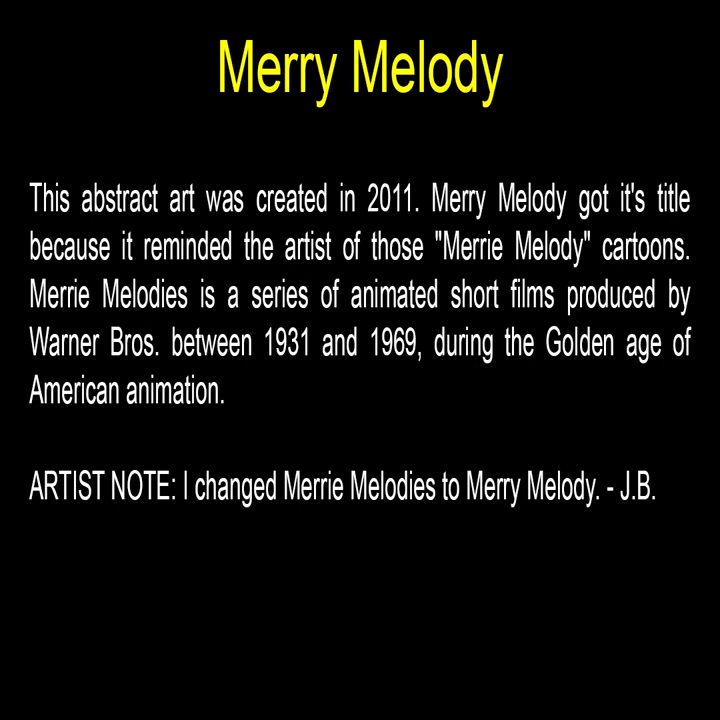 Merry Melody
This abstract art was created in 2011. Merry Melody got it's title
because it reminded the artist of those "Merrie Melody" cartoons.
Merrie Melodies is a series of animated short films produced by
Warner Bros. between 1931 and 1969, during the Golden age of
American animation.
ARTIST NOTE: I changed Merrie Melodies to Merry Melody. - J.B.